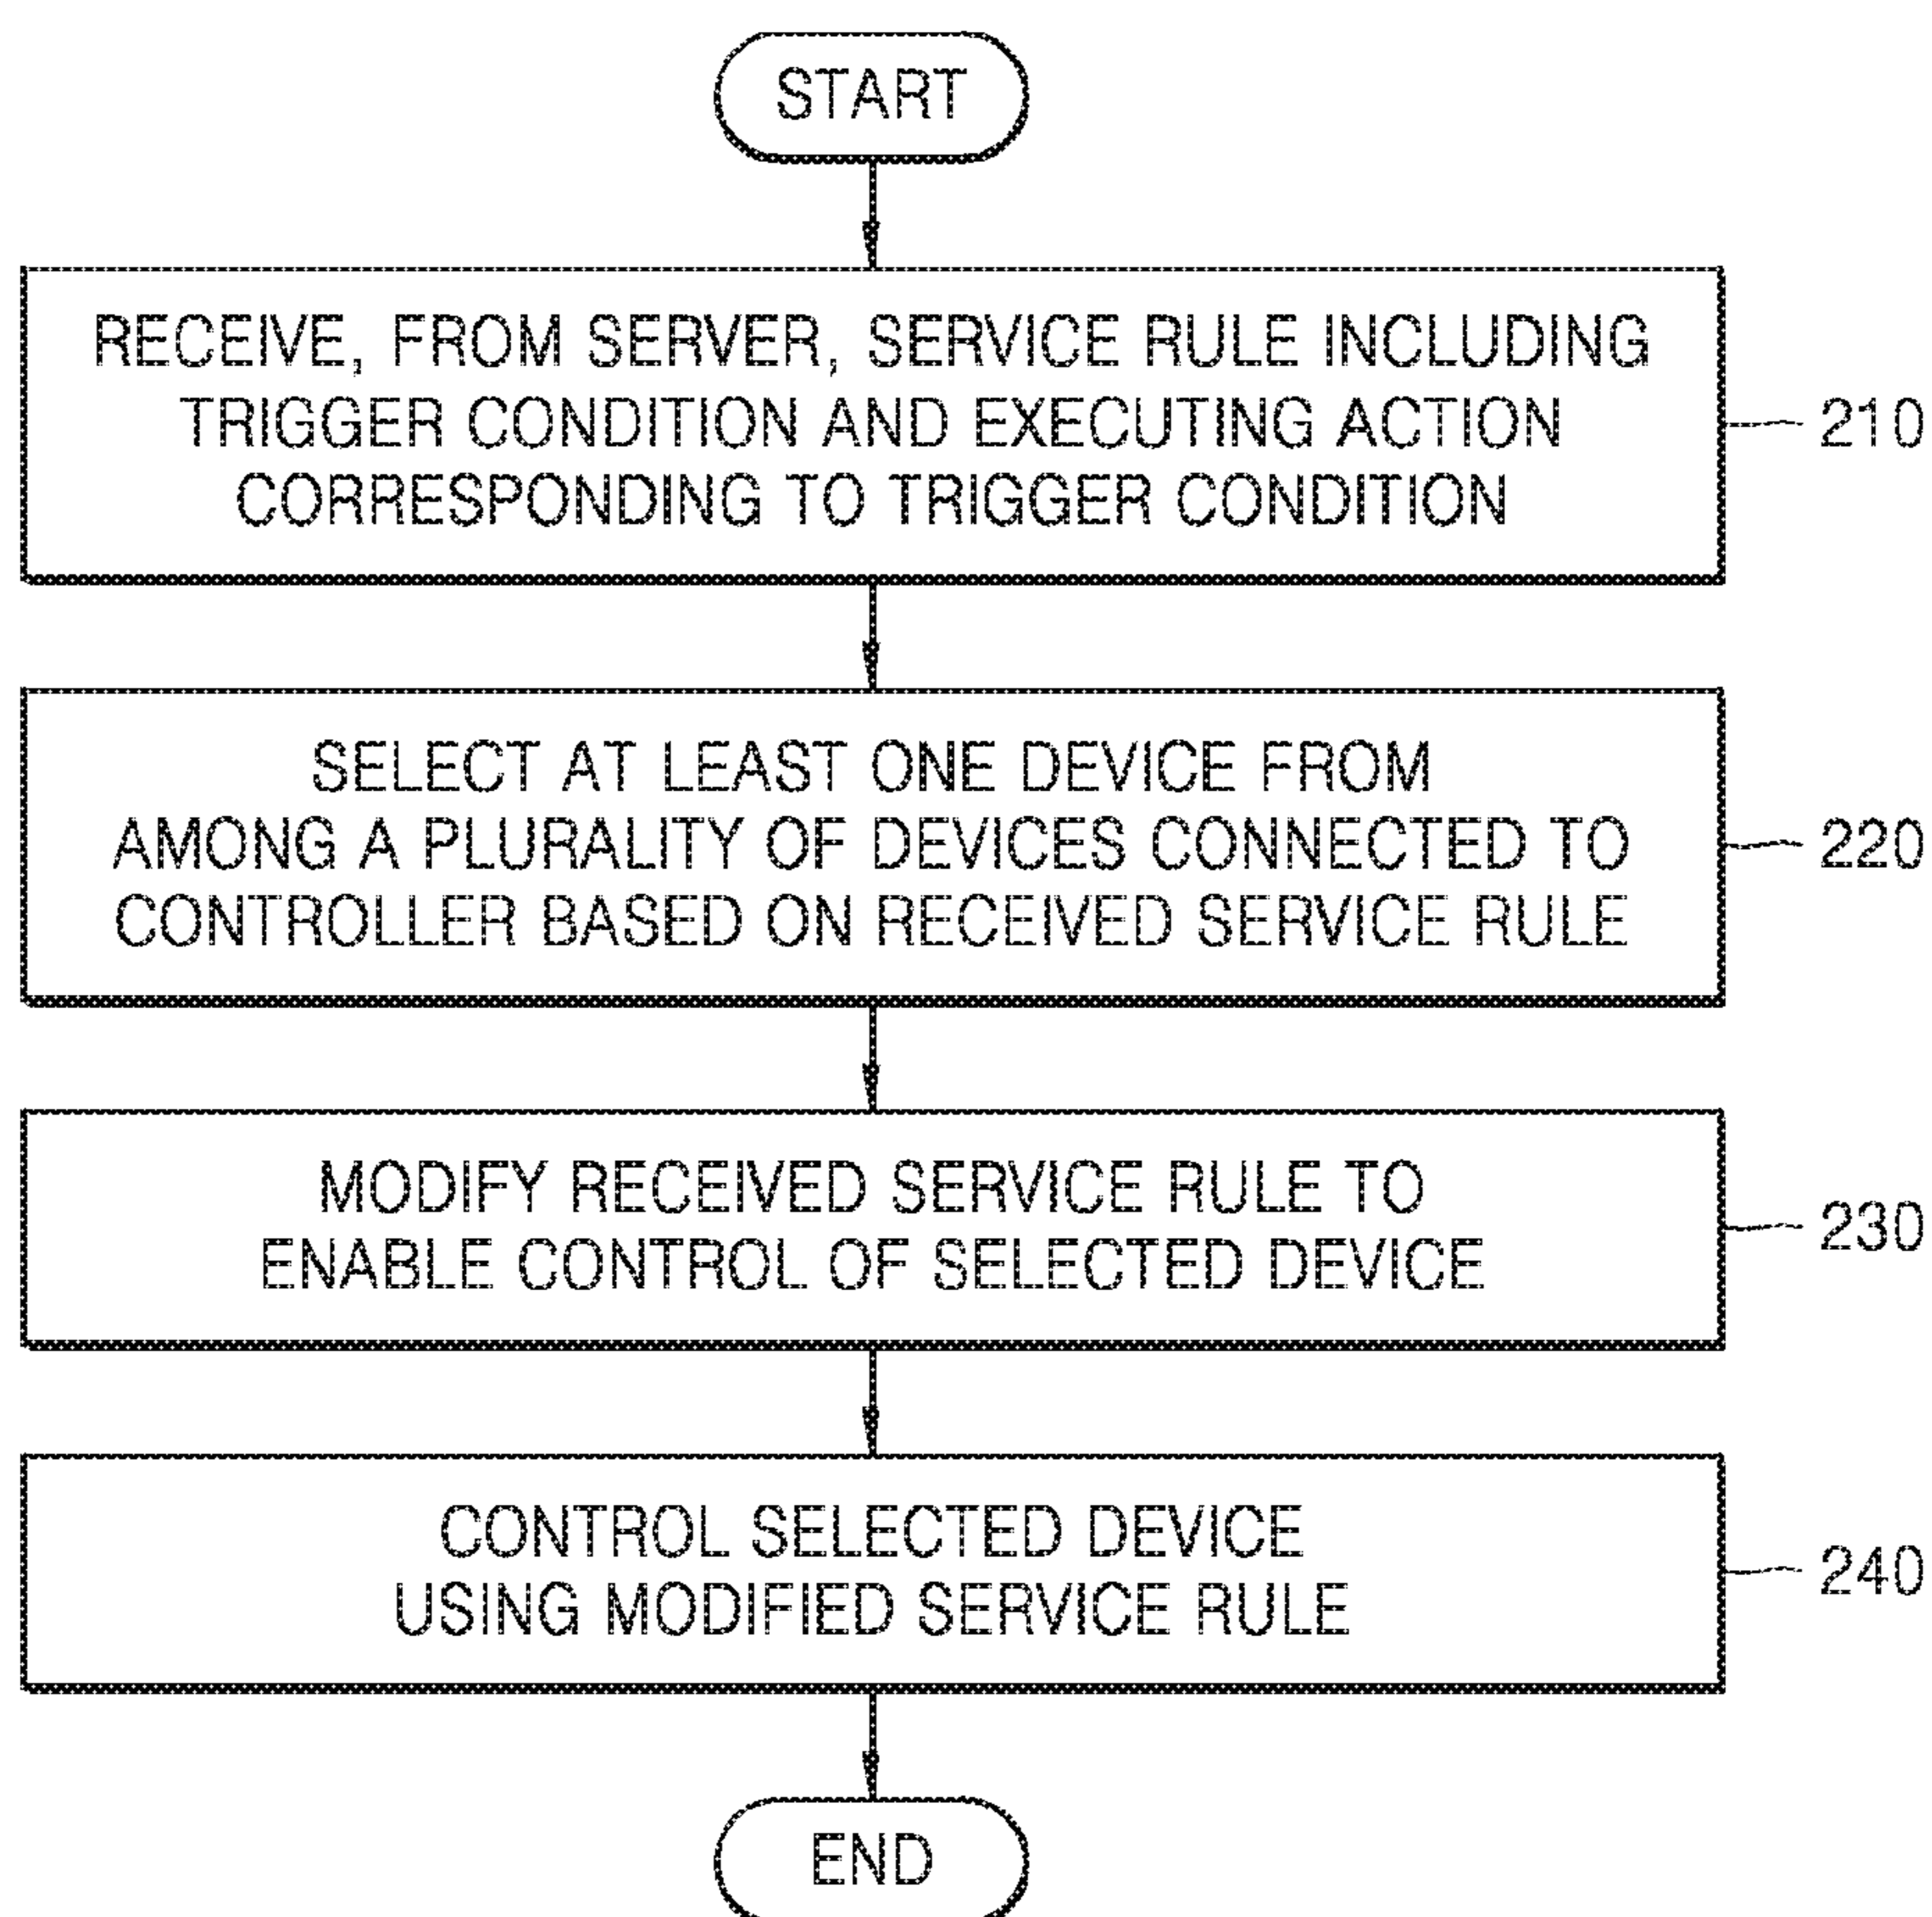 START
RECEIVE, FROM SERVER, SERVICE RULE INCLUDING
TRIGGER CONDITION AND EXECUTING ACTION
CORRESPONDING TO TRIGGER CONDITION
210
SELECT AT LEAST ONE DEVICE FROM
AMONG A PLURALITY OF DEVICES CONNECTED TO
CONTROLLER BASED ON RECEIVED SERVICE RULE
220
MODIFY RECEIVED SERVICE RULE TO
ENABLE CONTROL OF SELECTED DEVICE
230
CONTROL SELECTED DEVICE
USING MODIFIED SERVICE RULE
240
END